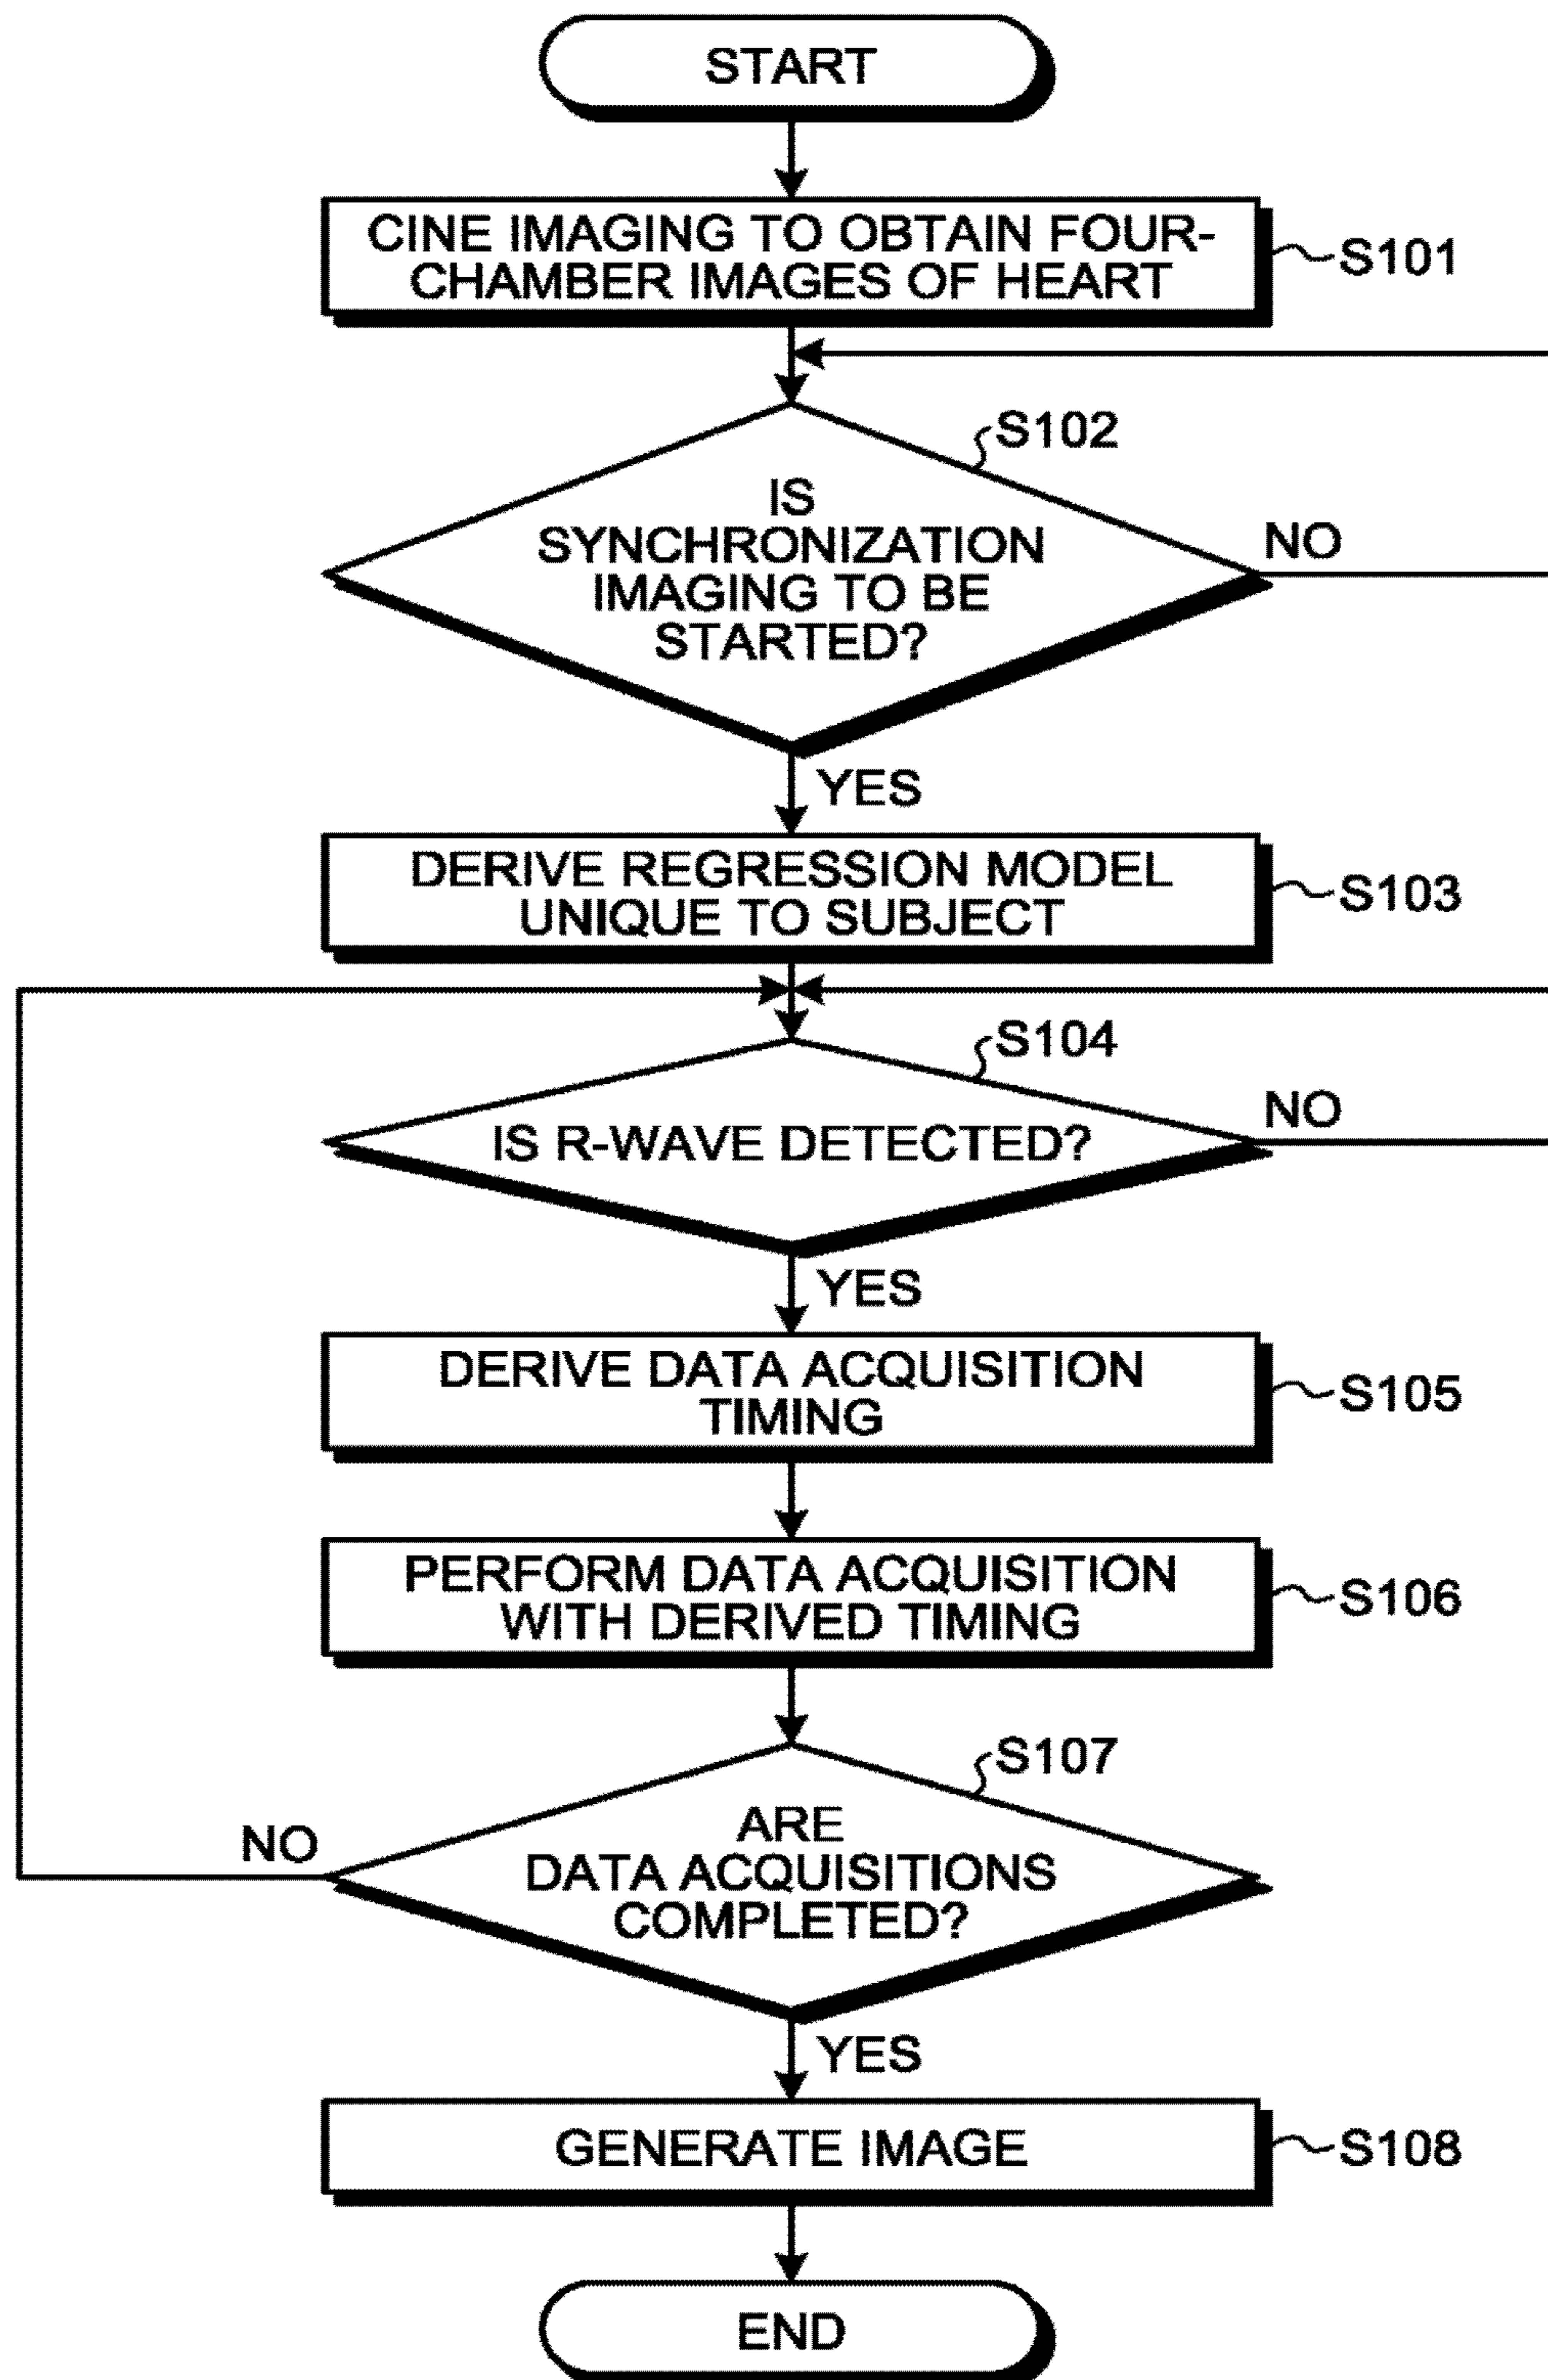 START
CINE IMAGING TO OBTAIN FOUR-
CHAMBER IMAGES OF HEART
S101
S102
IS
SYNCHRONIZATION
IMAGING TO BE
STARTED?
NO
YES
DERIVE REGRESSION MODEL
UNIQUE TO SUBJECT
S103
S104
IS R-WAVE DETECTED?
NO
YES
DERIVE DATA ACQUISITION
TIMING
S105
PERFORM DATA ACQUISITION
WITH DERIVED TIMING
S106
S107
ARE
DATA ACQUISITIONS
COMPLETED?
NO
YES
GENERATE IMAGE
S108
END